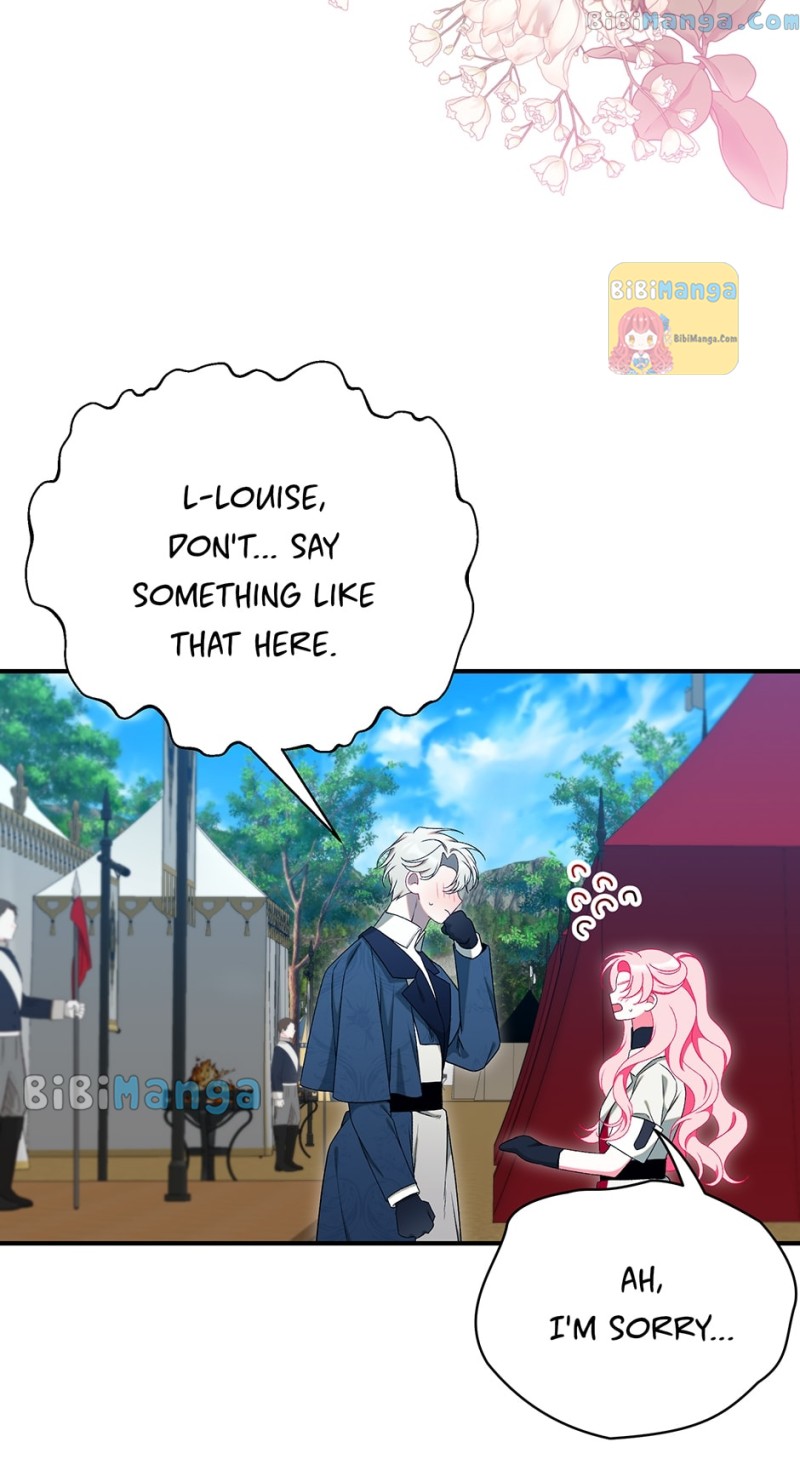 BiBiManga.Com
BiBiManga
BibiManga.Com
L-LOUISE,
DON'T... SAY
SOMETHING LIKE
THAT HERE.
BiBiManga
AH,
I'M SORRY...